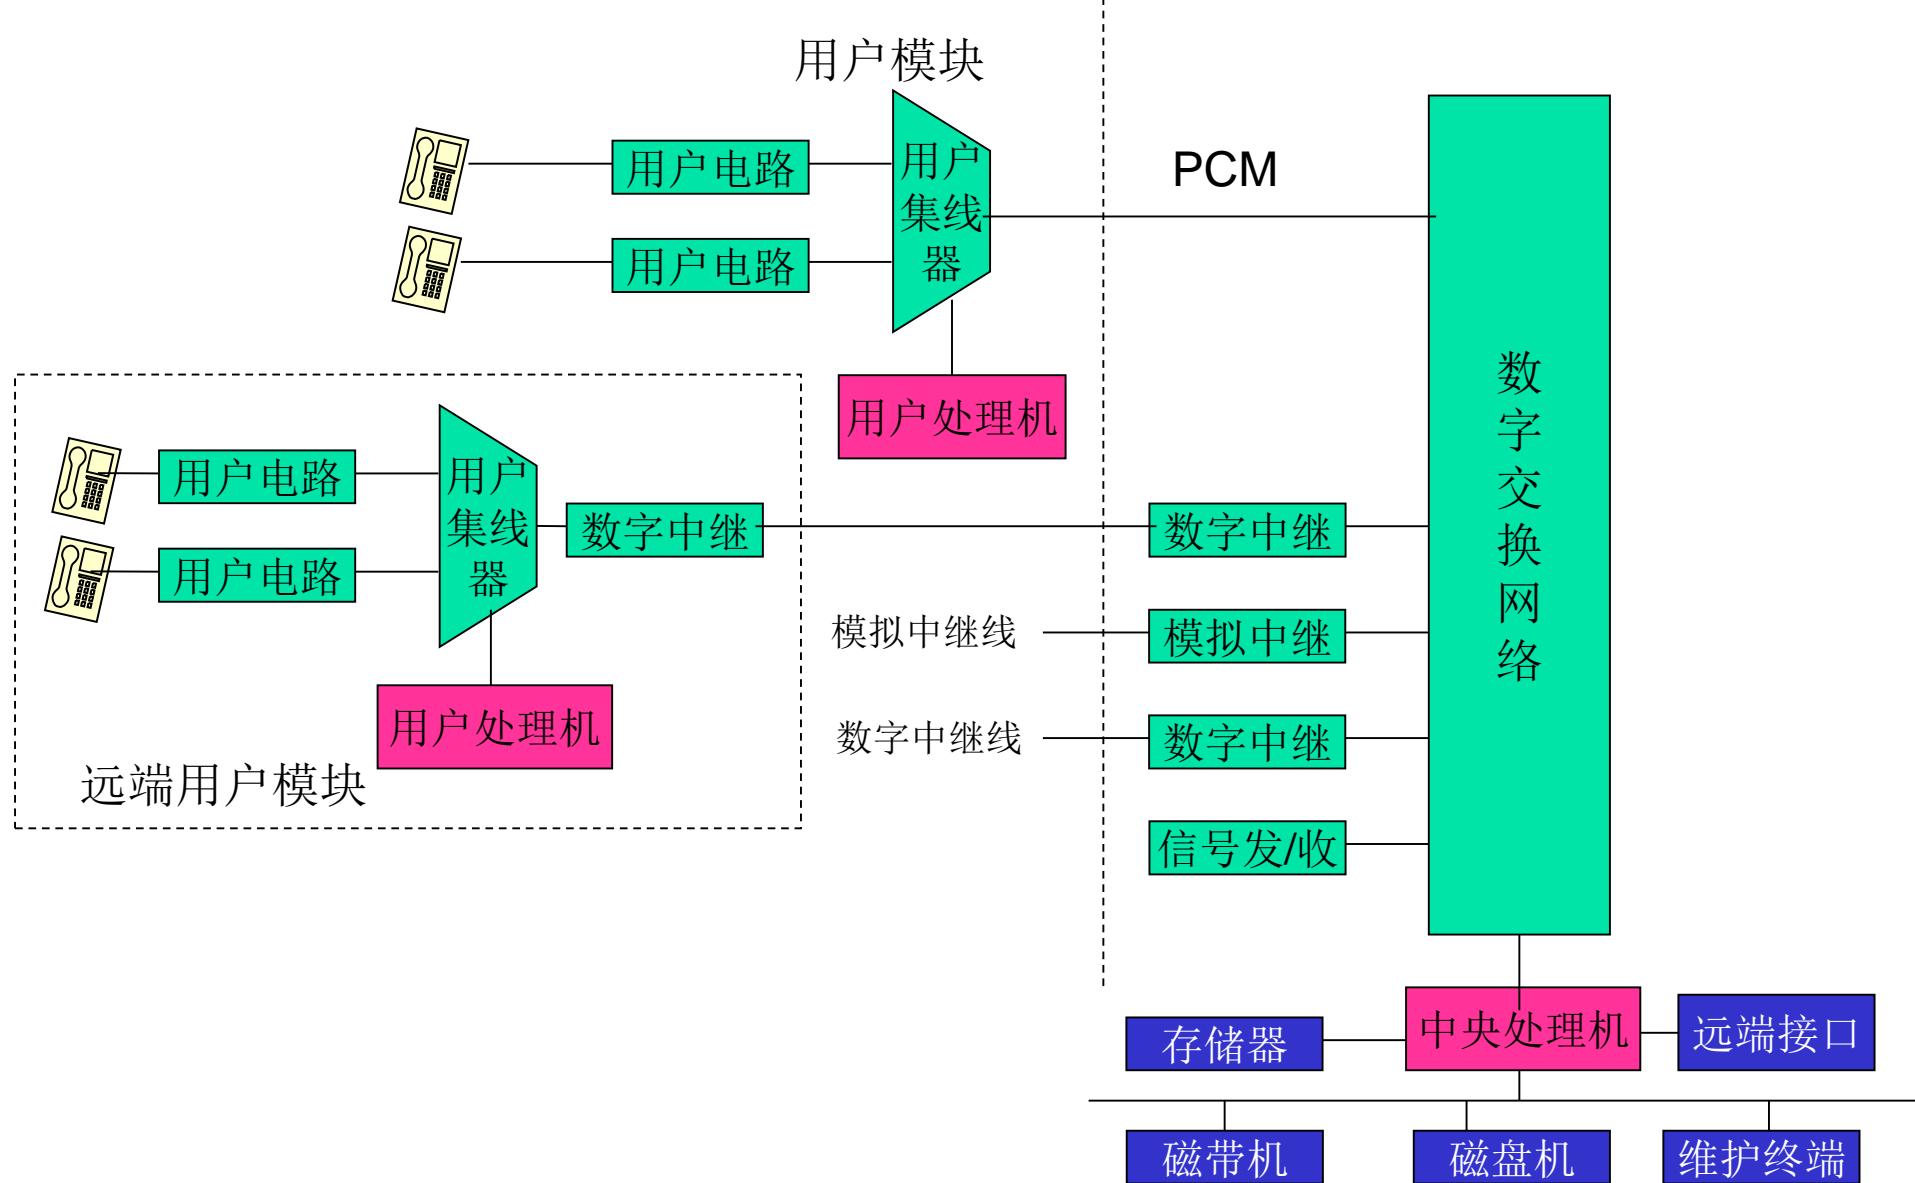 用户模块
用户电路
用户电路
用户
集线
器
PCM
用户处理机
用户电路
用户电路
用户
集线
器
数字中继
用户处理机
远端用户模块
数字中继
模拟中继线
模拟中继
数字中继线
数字中继
信号发/收
数
字
交
换
网
络
存储器
中央处理机
远端接口
磁带机
磁盘机
维护终端